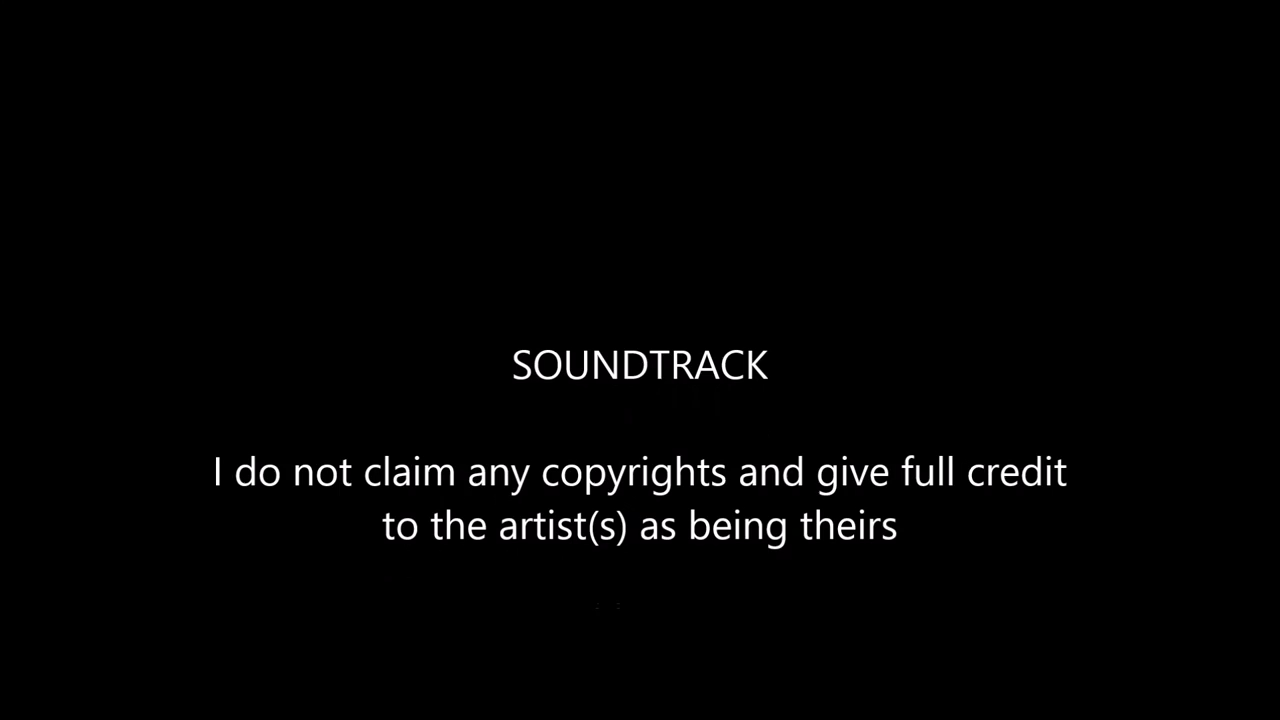 SOUNDTRACK
I do not claim any copyrights and give full credit
to the artist(s) as being theirs